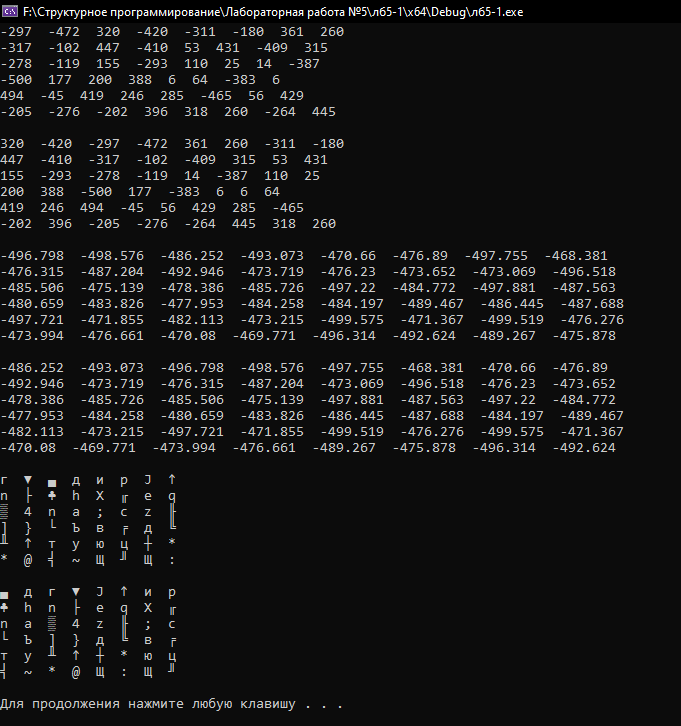 F:\Структурное программирование\Лабораторная работа №5\лб5-1\x64\Debug\лб5-1.exe
-297 -472 320 -420 -311 -180 361 260
-317 -102 447 -410 53 431 -409 315
-278 -119 155 -293 110 25 14 -387
-500 177 200 388 6 64 -383 6
494 -45 419 246 285 -465 56 429
-205 -276 -202 396 318 260 -264 445
320 -420 -297 -472 361 260 -311 -180
447 -410 -317 -102 -409 315 53 431
155 -293 -278 -119 14 -387 110 25
200 388 -500 177 -383 6 6 64
419 246 494 -45 56 429 285 -465
-202 396 -205 -276 -264 445 318 260
-496.798 -498.576 -486.252 -493.073 -470.66 -476.89 -497.755 -468.381
-476.315 -487.204 -492.946 -473.719 -476.23 -473.652 -473.069 -496.518
-485.506 -475.139 -478.386 -485.726 -497.22 -484.772 -497.881 -487.563
-480.659 -483.826 -477.953 -484.258 -484.197 -489.467 -486.445 -487.688
-497.721 -471.855 -482.113 -473.215 -499.575 -471.367 -499.519 -476.276
-473.994 -476.661 -470.08 -469.771 -496.314 -492.624 -489.267 -475.878
-486.252 -493.073 -496.798 -498.576 -497.755 -468.381 -470.66 -476.89
-492.946 -473.719 -476.315 -487.204 -473.069 -496.518 -476.23 -473.652
-478.386 -485.726 -485.506 -475.139 -497.881 -487.563 -497.22 -484.772
-477.953 -484.258 -480.659 -483.826 -486.445 -487.688 -484.197 -489.467
-482.113 -473.215 -497.721 -471.855 -499.519 -476.276 -499.575 -471.367
-470.08 -469.771 -473.994 -476.661 -489.267 -475.878 -496.314 -492.624
г ▼ ▄ д и р J ↑
n ├ ♣ h X ╓ e q
▒ 4 n a ; c z ╟
] } └ Ъ в ╒ д ╚
╨ ↑ т у ю ц ┼ *
* @ ╡ ~ Щ ╜ Щ :
▄ д г ▼ J ↑ и р
♣ h n ├ e q X ╓
n a ▒ 4 z ╟ ; c
└ Ъ ] } д ╚ в ╒
т у ╨ ↑ ┼ * ю ц
╡ ~ * @ Щ : Щ ╜
Для продолжения нажмите любую клавишу . . .